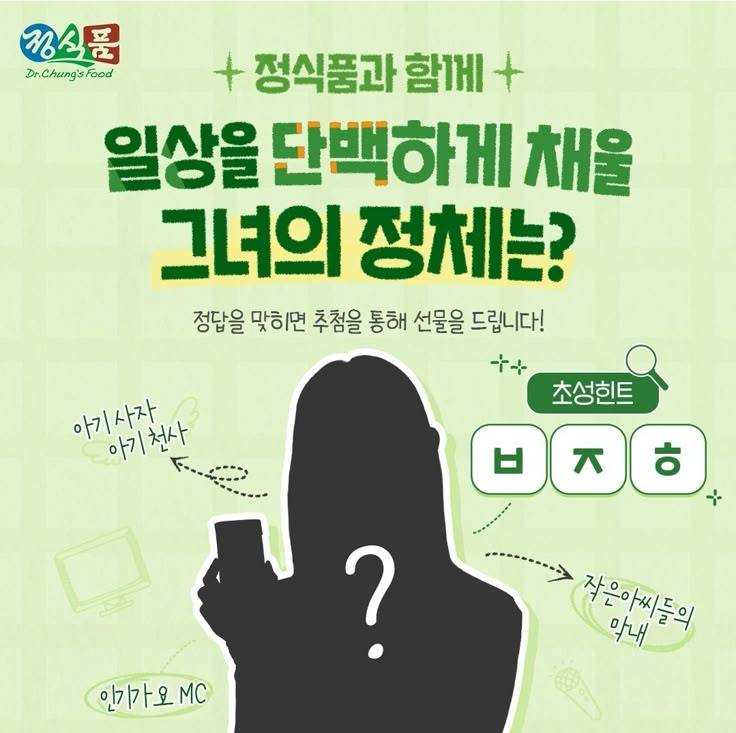 정식품
Dr.Chung's Food
정식품과 함께
일상을 단백하게 채울
그녀의 정체는?
정답을 맞히면 추첨을 통해 선물을 드립니다!
초성힌트
ㅂ ㅈ ㅎ
아기 사자
아기 천사
?
작은아씨들의
막내
인기가요 MC